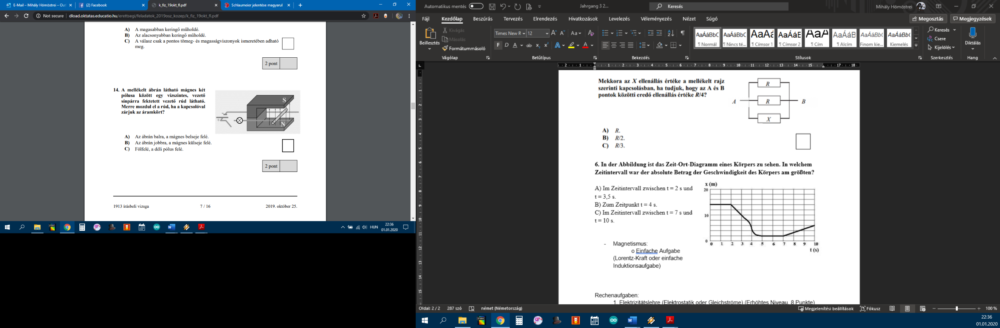 E-Mail – Mihály Hömöstrei – Out
(2) Facebook
k_fiz_19okt_fl.pdf
Schlaumeier jelentése magyarul
Not secure | dload.oktatas.educatio.hu/erettsegi/feladatok_2019osz_kozep/k_fiz_19okt_fl.pdf
A) A magasabban keringő műholdé.
B) Az alacsonyabban keringő műholdé.
C) A válasz csak a pontos tömeg- és magasságviszonyok ismeretében adható
meg.
2 pont
14. A mellékelt ábrán látható mágnes két
pólusa között egy vízszintes, vezető
sínpárra fektetett vezető rúd látható.
Merre mozdul el a rúd, ha a kapcsolóval
zárjuk az áramkört?
S
N
- 
+
A) Az ábrán balra, a mágnes belseje felé.
B) Az ábrán jobbra, a mágnes külseje felé.
C) Fölfelé, a déli pólus felé.
2 pont
1913 írásbeli vizsga
7 / 16
2019. október 25.
HUN
22:36
01.01.2020
Automatikus mentés
Jahrgang 3 2...
Keresés
Mihály Hömöstrei
Fájl Kezdőlap Beszúrás Tervezés Elrendezés Hivatkozások Levelezés Véleményezés Nézet Súgó
Megosztás
Megjegyzések
Beillesztés
Kivágás
Másolás
Formátummásoló
Vágólap
Times New R
12
Betűtípus
Bekezdés
AaÁáBbC AaÁáBbC AaAá AaÁáB AaA AaÁáB AaÁáBb( AaÁáBb(
¶ Normál ¶ Nincs té... ¶ Címsor 1 ¶ Címsor 2 ¶ Cím ¶ Alcím Finom kie... Kiemelés
Stílusok
Keresés
Csere
Kijelölés
Szerkesztés
Diktálás
Hang
Mekkora az X ellenállás értéke a mellékelt rajz
szerinti kapcsolásban, ha tudjuk, hogy az A és B
pontok közötti eredő ellenállás értéke R/4?
R
A R B
X
A) R.
B) R/2.
C) R/3.
6. In der Abbildung ist das Zeit-Ort-Diagramm eines Körpers zu sehen. In welchem
Zeitintervall war der absolute Betrag der Geschwindigkeit des Körpers am größten?
A) Im Zeitintervall zwischen t = 2 s und
t = 3,5 s.
B) Zum Zeitpunkt t = 4 s.
C) Im Zeitintervall zwischen t = 7 s und
t = 10 s.
x (m)
20
10
0
0 1 2 3 4 5 6 7 8 9 10
t (s)
- Magnetismus:
o Einfache Aufgabe
(Lorentz-Kraft oder einfache
Induktionsaufgabe)
Rechenaufgaben:
1. Elektrizitätslehre (Elektrostatik oder Gleichströme) (Erhöhtes Niveau, 8 Punkte)
Oldal: 2 / 2 287 szó német (Németország)
Megjelenítési beállítások
Fókusz
100 %
22:36
01.01.2020